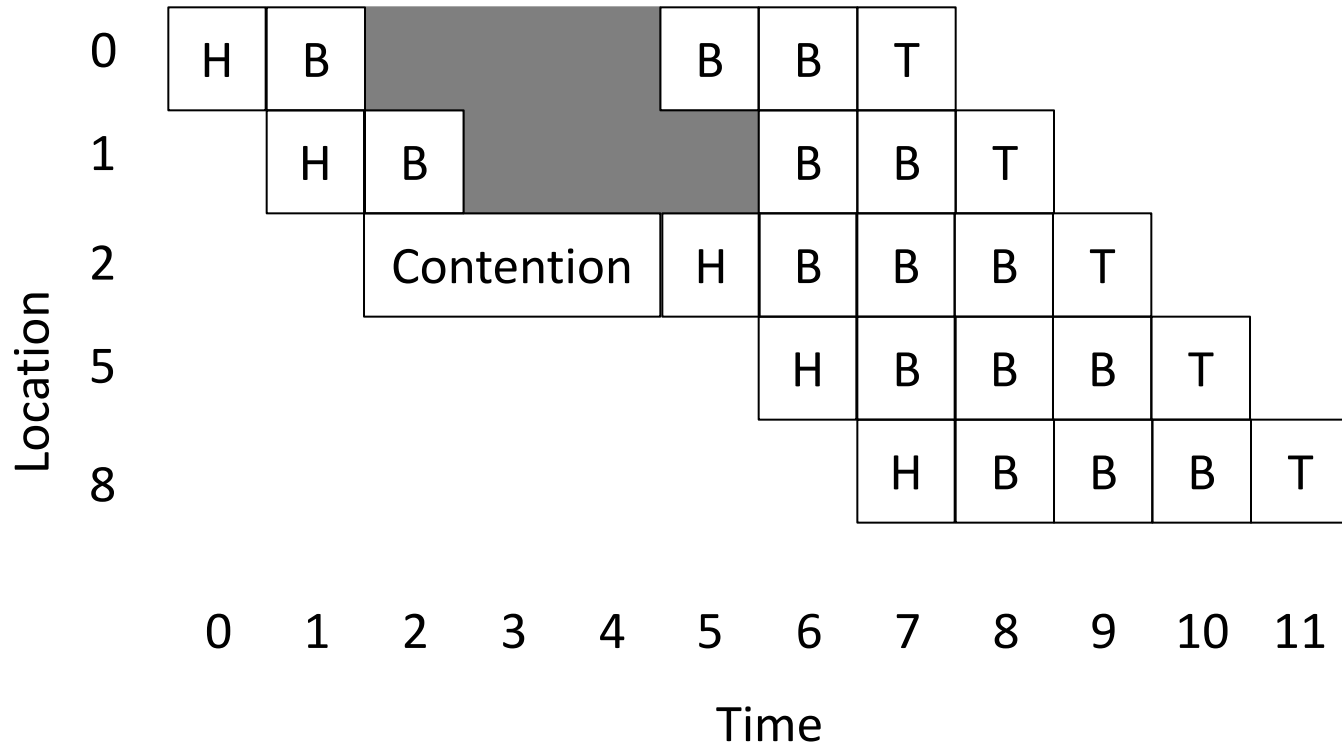 0 H B B B T
1 H B B B T
2 Contention H B B B T
5 H B B B T
8 H B B B T
Location
0 1 2 3 4 5 6 7 8 9 10 11
Time